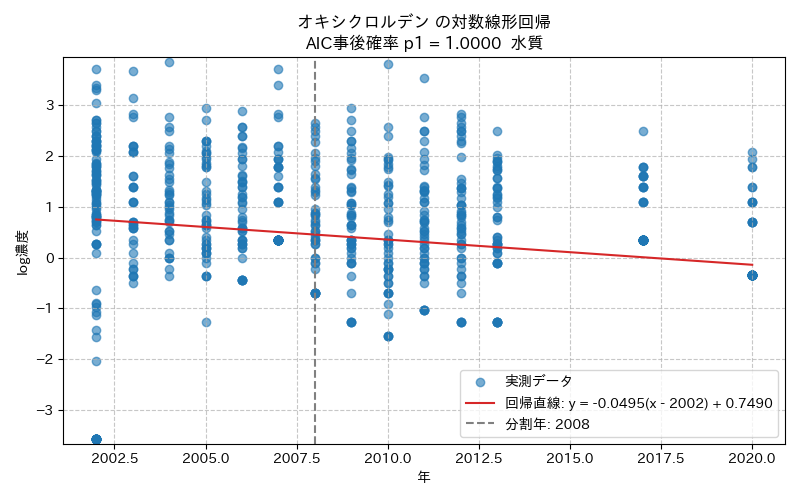 オキシクロルデン の対数線形回帰
AIC事後確率 p1 = 1.0000  水質
log濃度
3
2
1
0
−1
−2
−3
実測データ
回帰直線: y = -0.0495(x - 2002) + 0.7490
分割年: 2008
2002.5
2005.0
2007.5
2010.0
2012.5
2015.0
2017.5
2020.0
年